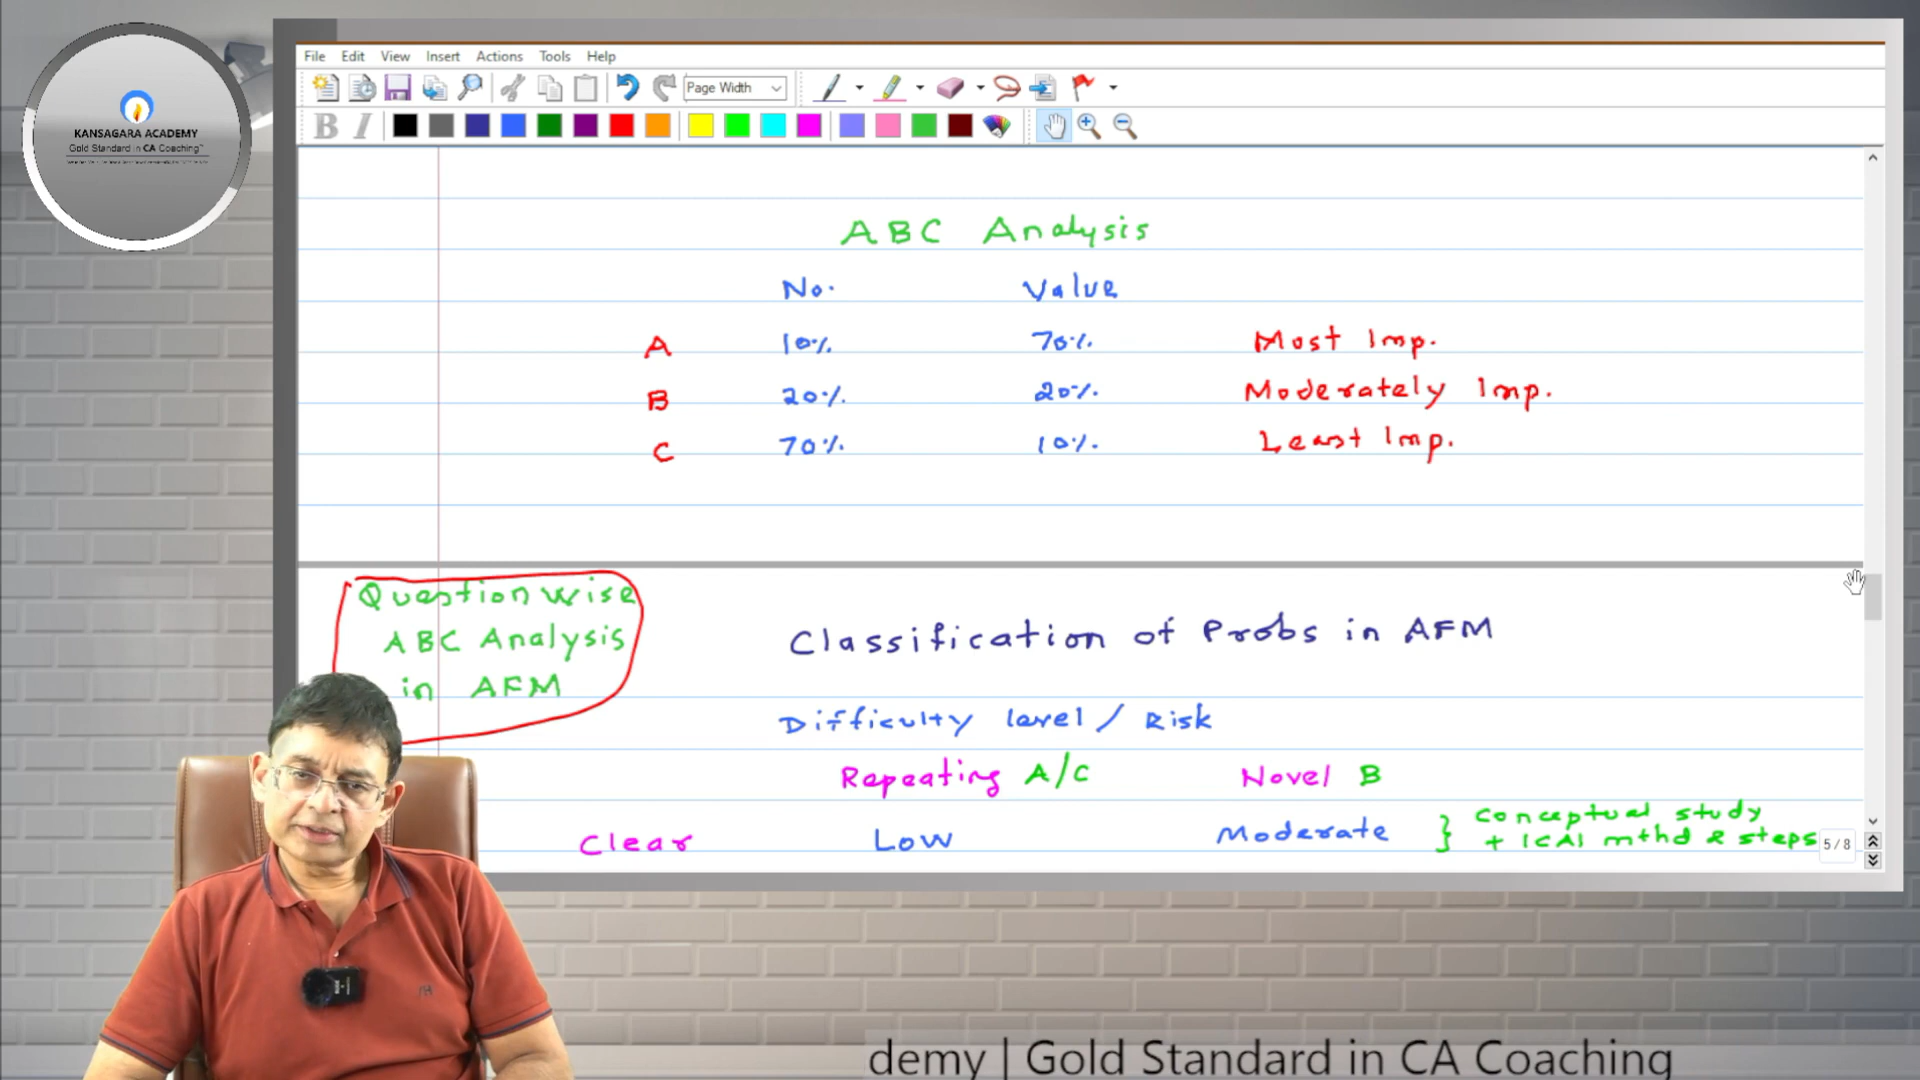 KANSAGARA ACADEMY
Gold Standard in CA Coaching™
File Edit View Insert Actions Tools Help
Page Width
B I
ABC Analysis
No. Value
A 10% 70% Most Imp.
B 20% 20% Moderately Imp.
C 70% 10% Least Imp.
Questionwise
ABC Analysis
in AFM
Classification of Probs in AFM
Difficulty level / Risk
Repeating A/C Novel B
Clear Low Moderate } Conceptual study
+ ICAI mthd & steps
5 / 8
demy | Gold Standard in CA Coaching